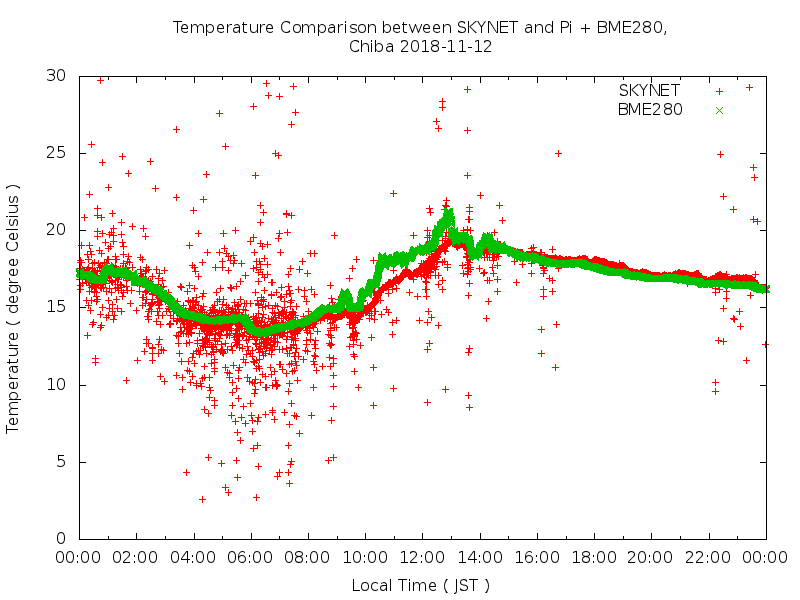 Temperature Comparison between SKYNET and Pi + BME280,
Chiba 2018-11-12
SKYNET
BME280
30
25
20
15
10
5
0
Temperature ( degree Celsius )
00:00 02:00 04:00 06:00 08:00 10:00 12:00 14:00 16:00 18:00 20:00 22:00 00:00
Local Time ( JST )